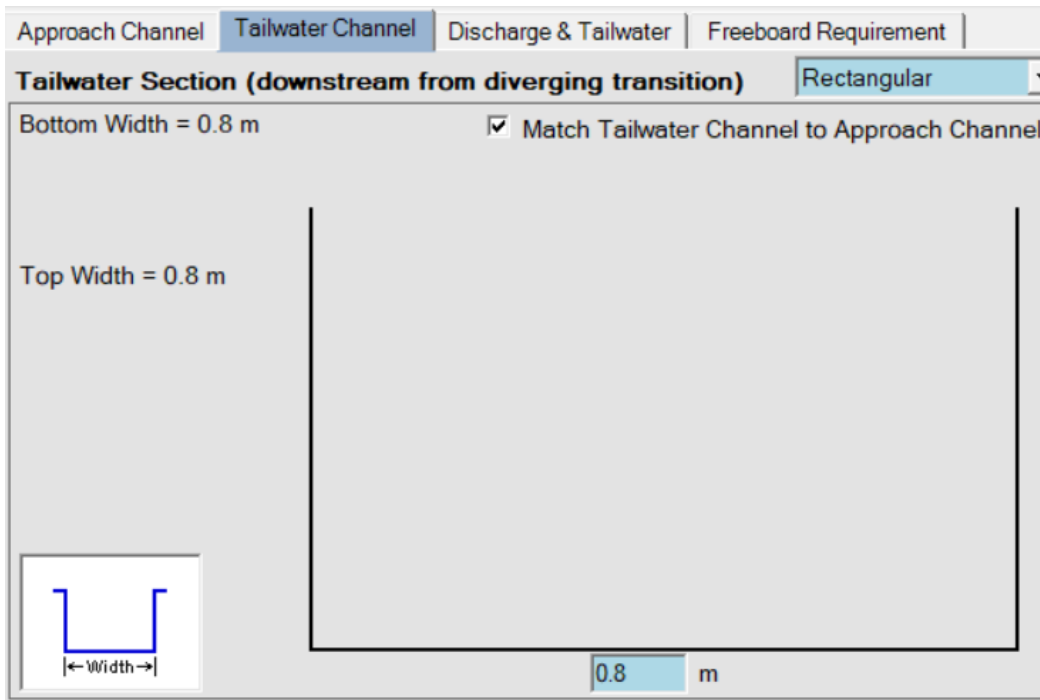 Approach Channel Tailwater Channel Discharge & Tailwater Freeboard Requirement
Tailwater Section (downstream from diverging transition) Rectangular
Bottom Width = 0.8 m Match Tailwater Channel to Approach Channel
Top Width = 0.8 m
Width
0.8 m